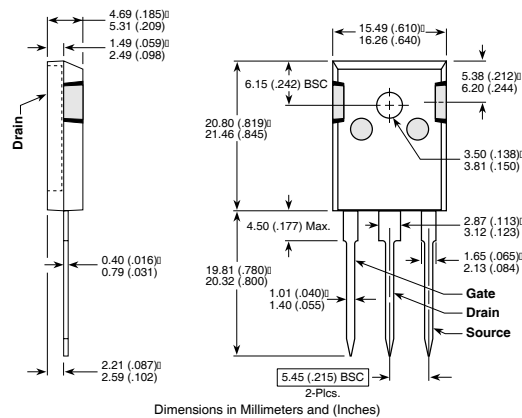 4.69 (.185)▯
5.31 (.209)
1.49 (.059)▯
2.49 (.098)
15.49 (.610)▯
16.26 (.640)
6.15 (.242) BSC
5.38 (.212)▯
6.20 (.244)
Drain
20.80 (.819)▯
21.46 (.845)
3.50 (.138)▯
3.81 (.150)
4.50 (.177) Max.
2.87 (.113)▯
3.12 (.123)
0.40 (.016)▯
0.79 (.031)
19.81 (.780)▯
20.32 (.800)
1.65 (.065)▯
2.13 (.084)
1.01 (.040)▯
1.40 (.055)
Gate
Drain
Source
2.21 (.087)▯
2.59 (.102)
5.45 (.215) BSC
2-Plcs.
Dimensions in Millimeters and (Inches)